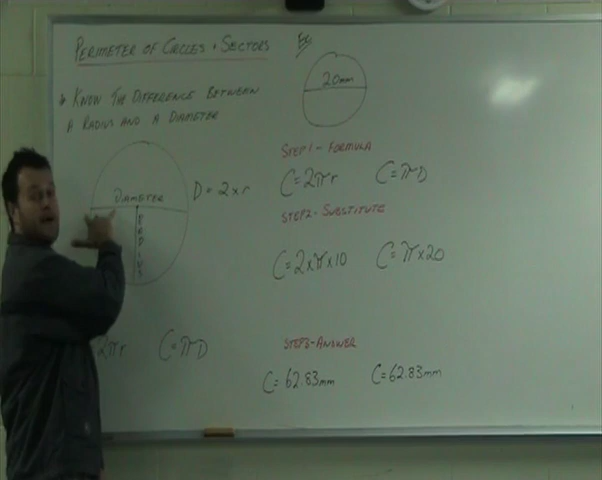 PERIMETER OF CIRCLES + SECTORS
KNOW THE DIFFERENCE BETWEEN
A RADIUS AND A DIAMETER
DIAMETER
RADIUS
D = 2 x r
2πr
C = πD
Ex
20mm
STEP 1 - FORMULA
C = 2πr C = πD
STEP 2 - SUBSTITUTE
C = 2 x π x 10 C = π x 20
STEP 3 - ANSWER
C = 62.83mm C = 62.83mm